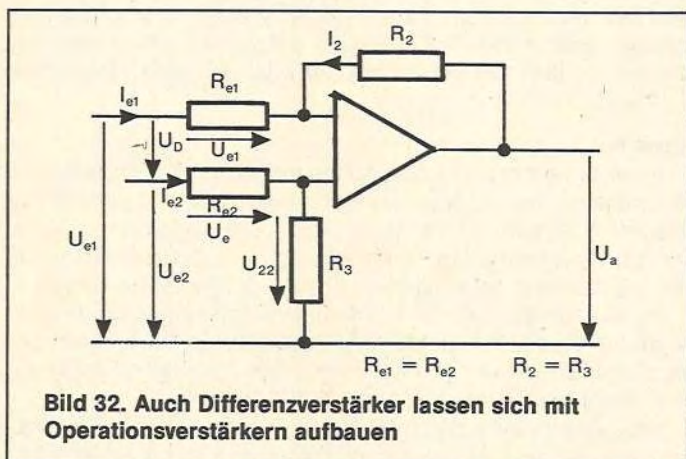 I₂
R₂
Rₑ₁
Iₑ₁
U_D
Uₑ₁
Iₑ₂
Rₑ₂
Uₑ
Uₑ₁
Uₑ₂
U₂₂
R₃
Uₐ
Rₑ₁ = Rₑ₂ R₂ = R₃
Bild 32. Auch Differenzverstärker lassen sich mit
Operationsverstärkern aufbauen